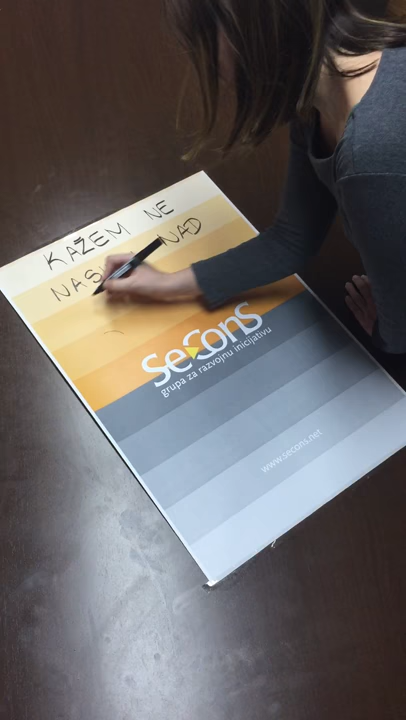 KAŽEM NE
NAD
SeConS
grupa za razvojnu inicijativu
www.secons.net